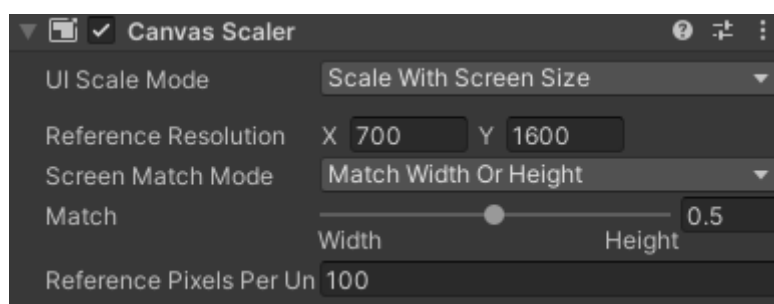 Canvas Scaler
UI Scale Mode Scale With Screen Size
Reference Resolution X 700 Y 1600
Screen Match Mode Match Width Or Height
Match 0.5
Width Height
Reference Pixels Per Un 100